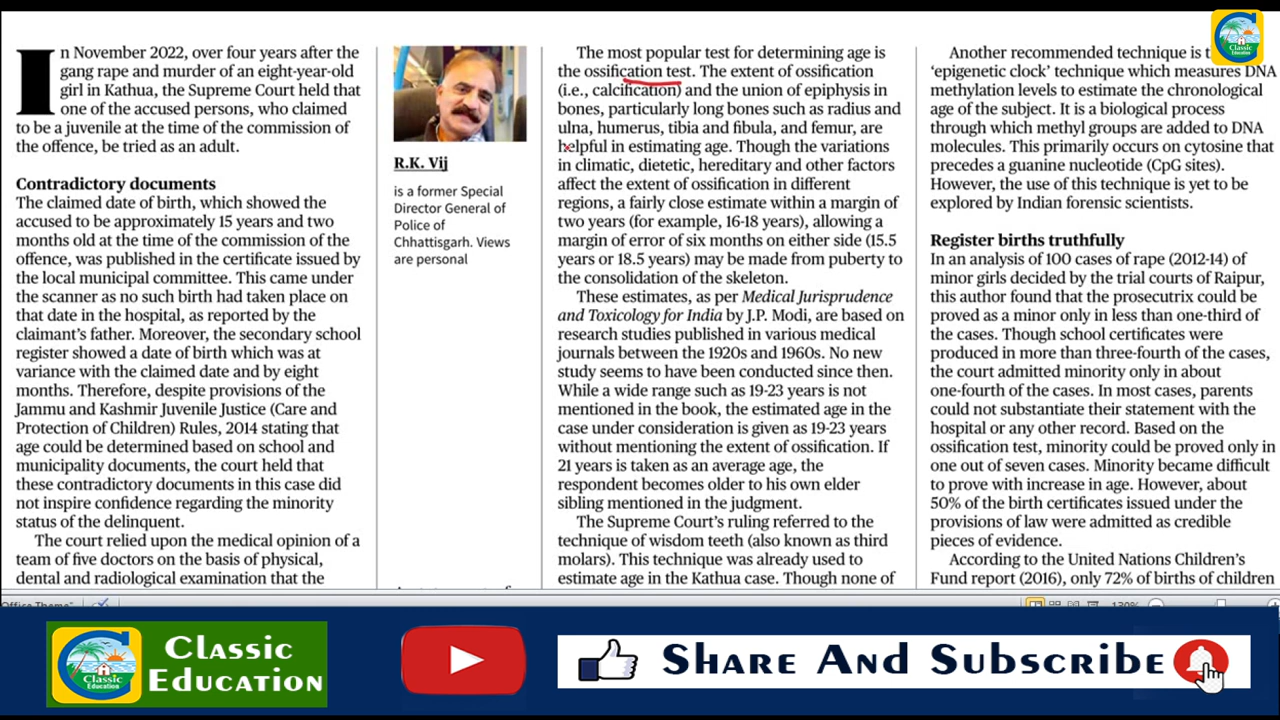 In November 2022, over four years after the
gang rape and murder of an eight-year-old
girl in Kathua, the Supreme Court held that
one of the accused persons, who claimed
to be a juvenile at the time of the commission of
the offence, be tried as an adult.
Contradictory documents
The claimed date of birth, which showed the
accused to be approximately 15 years and two
months old at the time of the commission of the
offence, was published in the certificate issued by
the local municipal committee. This came under
the scanner as no such birth had taken place on
that date in the hospital, as reported by the
claimant's father. Moreover, the secondary school
register showed a date of birth which was at
variance with the claimed date and by eight
months. Therefore, despite provisions of the
Jammu and Kashmir Juvenile Justice (Care and
Protection of Children) Rules, 2014 stating that
age could be determined based on school and
municipality documents, the court held that
these contradictory documents in this case did
not inspire confidence regarding the minority
status of the delinquent.
The court relied upon the medical opinion of a
team of five doctors on the basis of physical,
dental and radiological examination that the
R.K. Vij
is a former Special
Director General of
Police of
Chhattisgarh. Views
are personal
The most popular test for determining age is
the ossification test. The extent of ossification
(i.e., calcification) and the union of epiphysis in
bones, particularly long bones such as radius and
ulna, humerus, tibia and fibula, and femur, are
helpful in estimating age. Though the variations
in climatic, dietetic, hereditary and other factors
affect the extent of ossification in different
regions, a fairly close estimate within a margin of
two years (for example, 16-18 years), allowing a
margin of error of six months on either side (15.5
years or 18.5 years) may be made from puberty to
the consolidation of the skeleton.
These estimates, as per Medical Jurisprudence
and Toxicology for India by J.P. Modi, are based on
research studies published in various medical
journals between the 1920s and 1960s. No new
study seems to have been conducted since then.
While a wide range such as 19-23 years is not
mentioned in the book, the estimated age in the
case under consideration is given as 19-23 years
without mentioning the extent of ossification. If
21 years is taken as an average age, the
respondent becomes older to his own elder
sibling mentioned in the judgment.
The Supreme Court's ruling referred to the
technique of wisdom teeth (also known as third
molars). This technique was already used to
estimate age in the Kathua case. Though none of
Another recommended technique is
'epigenetic clock' technique which measures DNA
methylation levels to estimate the chronological
age of the subject. It is a biological process
through which methyl groups are added to DNA
molecules. This primarily occurs on cytosine that
precedes a guanine nucleotide (CpG sites).
However, the use of this technique is yet to be
explored by Indian forensic scientists.
Register births truthfully
In an analysis of 100 cases of rape (2012-14) of
minor girls decided by the trial courts of Raipur,
this author found that the prosecutrix could be
proved as a minor only in less than one-third of
the cases. Though school certificates were
produced in more than three-fourth of the cases,
the court admitted minority only in about
one-fourth of the cases. In most cases, parents
could not substantiate their statement with the
hospital or any other record. Based on the
ossification test, minority could be proved only in
one out of seven cases. Minority became difficult
to prove with increase in age. However, about
50% of the birth certificates issued under the
provisions of law were admitted as credible
pieces of evidence.
According to the United Nations Children's
Fund report (2016), only 72% of births of children
Classic
Education
130%
Classic
Education
Classic
Education
Share And Subscribe